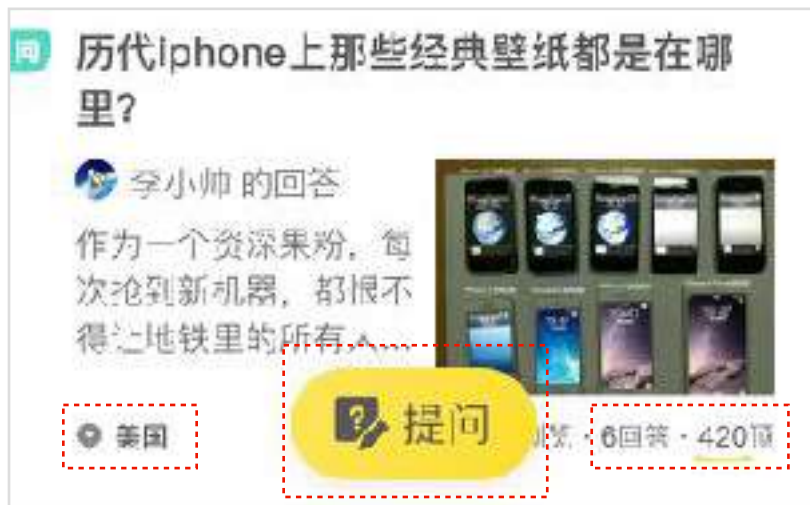 问 历代iphone上那些经典壁纸都是在哪
里?
李小帅 的回答
作为一个资深果粉，每
次抢到新机器，都恨不
得让地铁里的所有人...
提问
美国
6回答 · 420顶